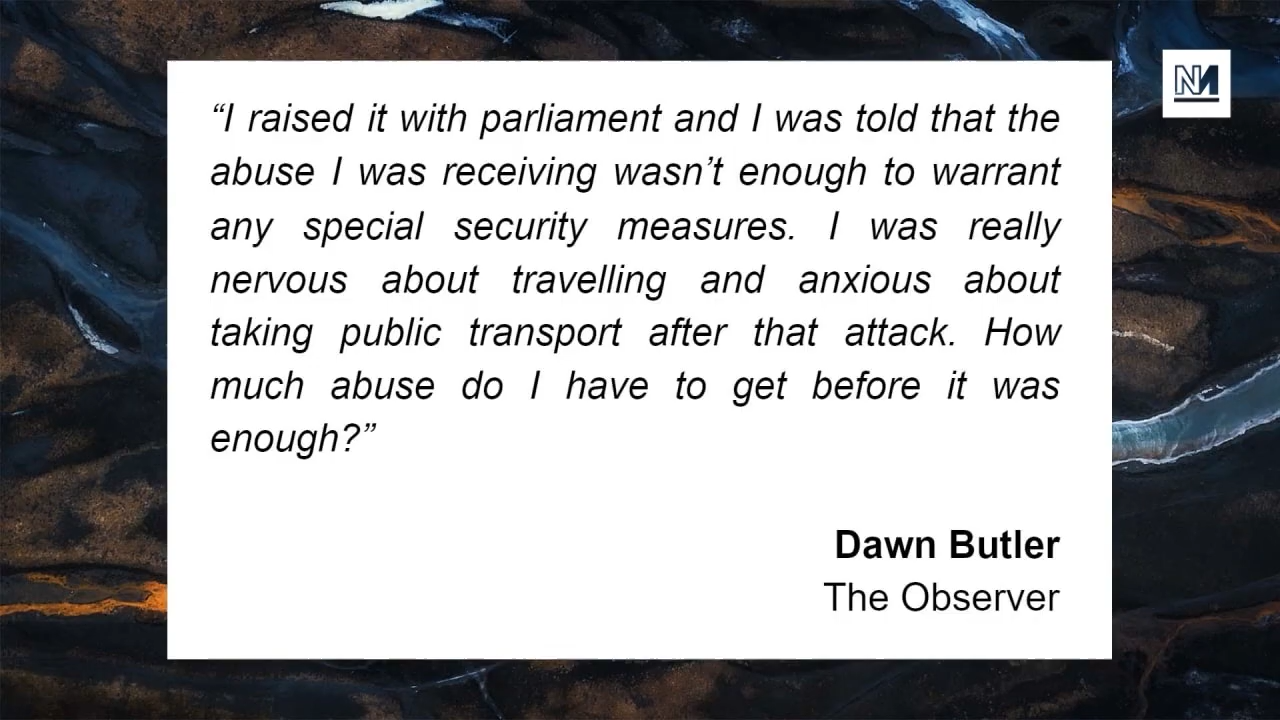 “I raised it with parliament and I was told that the
abuse I was receiving wasn’t enough to warrant
any special security measures. I was really
nervous about travelling and anxious about
taking public transport after that attack. How
much abuse do I have to get before it was
enough?”
Dawn Butler
The Observer
NM